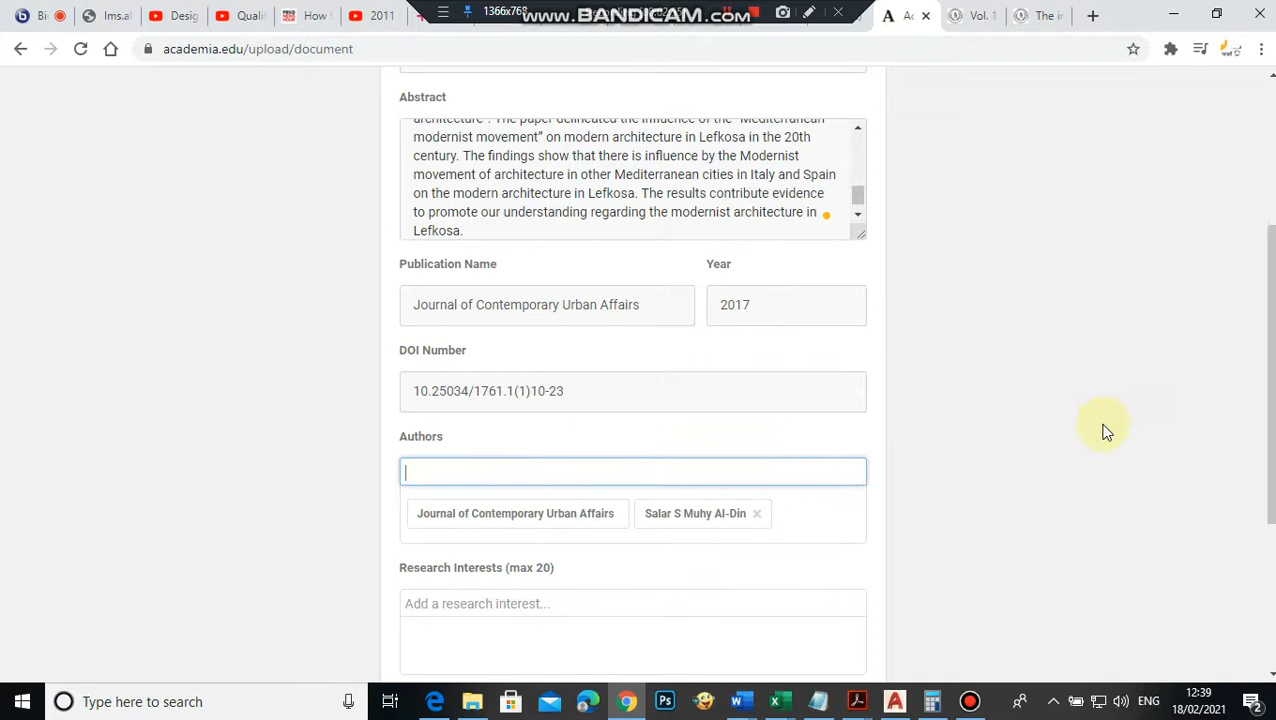 Ims.al
Desig
Qualit
How t
2011
1366x768
www.BANDICAM.com
Ac
Vol. 1
The in
academia.edu/upload/document
Abstract
architecture". The paper delineated the influence of the "Mediterranean
modernist movement” on modern architecture in Lefkosa in the 20th
century. The findings show that there is influence by the Modernist
movement of architecture in other Mediterranean cities in Italy and Spain
on the modern architecture in Lefkosa. The results contribute evidence
to promote our understanding regarding the modernist architecture in
Lefkosa.
Publication Name
Year
Journal of Contemporary Urban Affairs
2017
DOI Number
10.25034/1761.1(1)10-23
Authors
Journal of Contemporary Urban Affairs
Salar S Muhy Al-Din
Research Interests (max 20)
Add a research interest...
Type here to search
ENG
12:39
18/02/2021
2